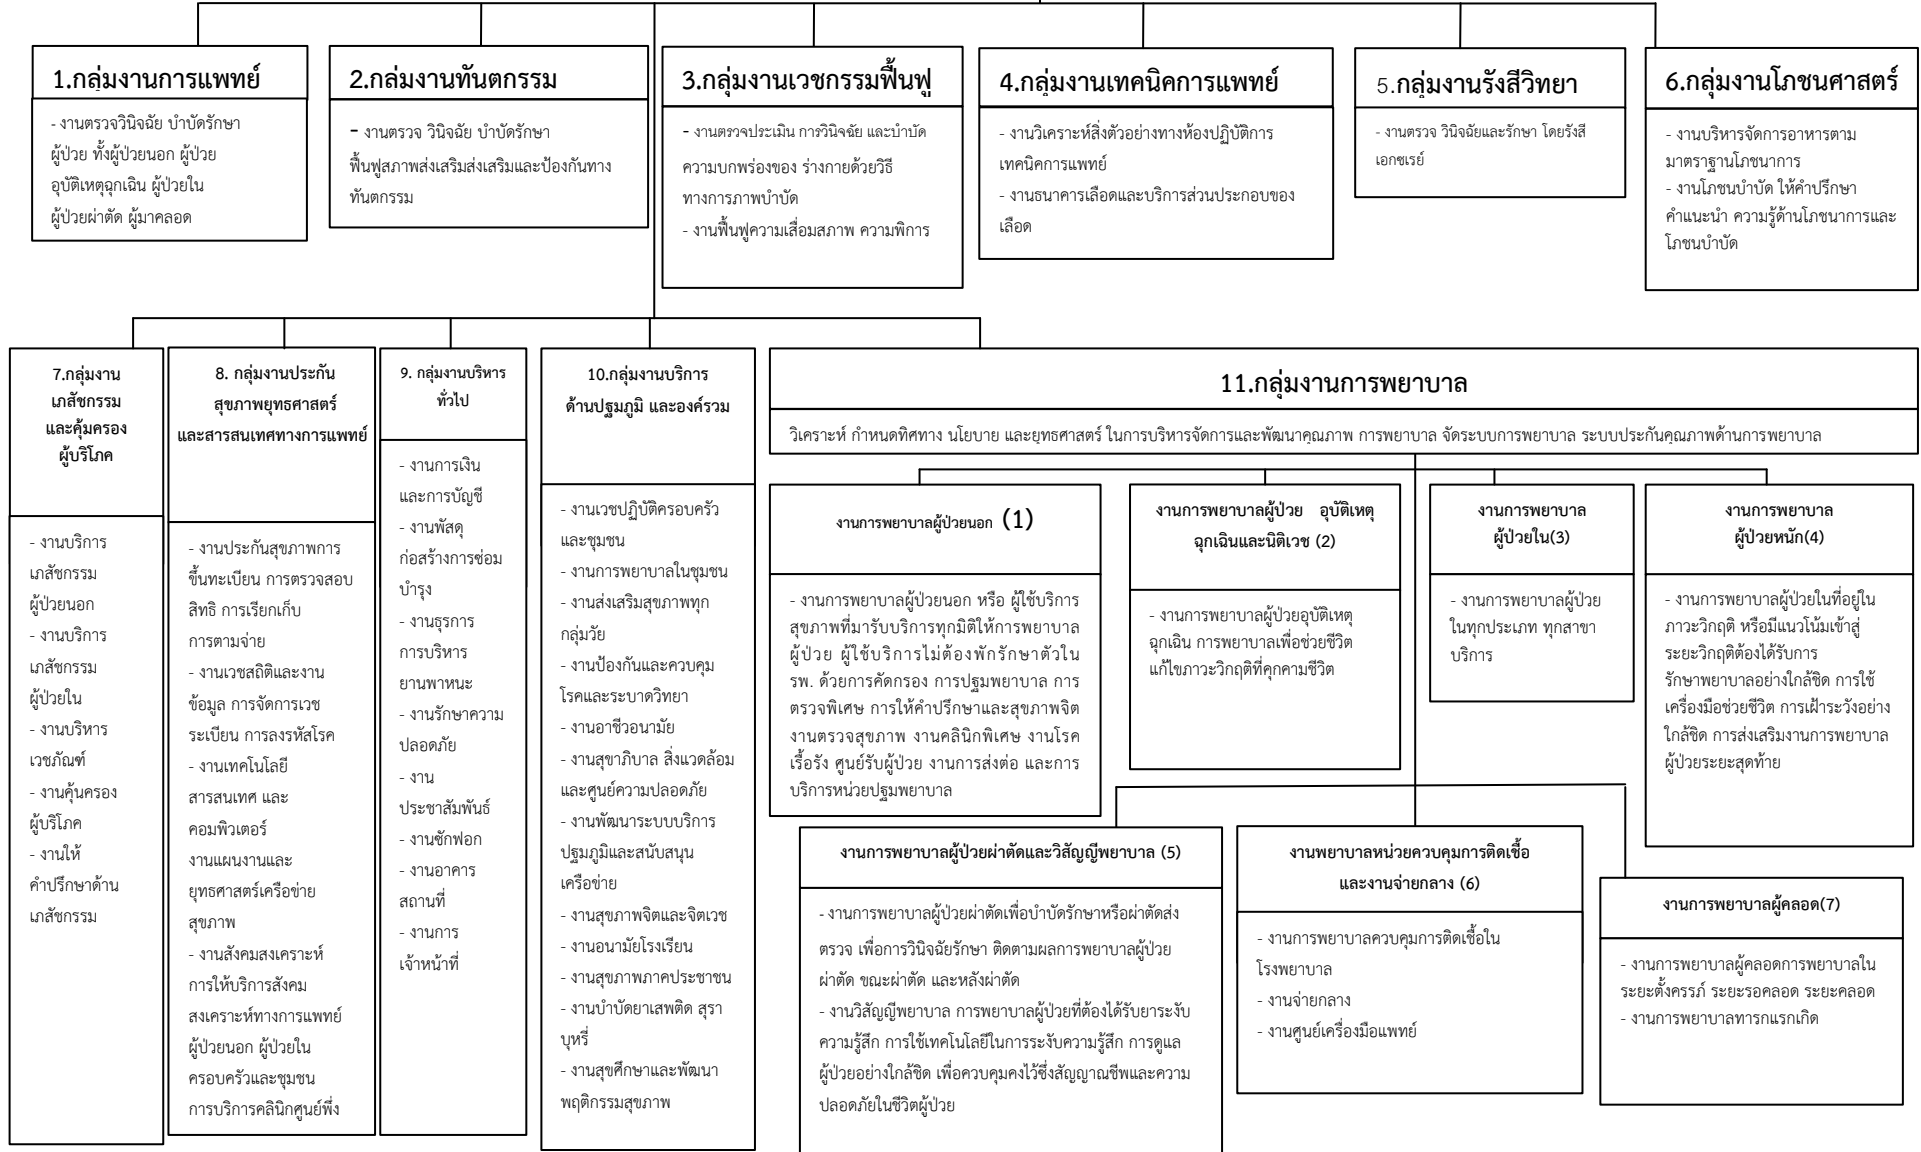 1.กลุ่มงานการแพทย์
- งานตรวจวินิจฉัย บำบัดรักษา
ผู้ป่วย ทั้งผู้ป่วยนอก ผู้ป่วย
อุบัติเหตุฉุกเฉิน ผู้ป่วยใน
ผู้ป่วยผ่าตัด ผู้มาคลอด
2.กลุ่มงานทันตกรรม
- งานตรวจ วินิจฉัย บำบัดรักษา
ฟื้นฟูสภาพส่งเสริมส่งเสริมและป้องกันทาง
ทันตกรรม
3.กลุ่มงานเวชกรรมฟื้นฟู
- งานตรวจประเมิน การวินิจฉัย และบำบัด
ความบกพร่องของ ร่างกายด้วยวิธี
ทางการภาพบำบัด
- งานฟื้นฟูความเสื่อมสภาพ ความพิการ
4.กลุ่มงานเทคนิคการแพทย์
- งานวิเคราะห์สิ่งตัวอย่างทางห้องปฏิบัติการ
เทคนิคการแพทย์
- งานธนาคารเลือดและบริการส่วนประกอบของ
เลือด
5.กลุ่มงานรังสีวิทยา
- งานตรวจ วินิจฉัยและรักษา โดยรังสี
เอกซเรย์
6.กลุ่มงานโภชนศาสตร์
- งานบริหารจัดการอาหารตาม
มาตราฐานโภชนาการ
- งานโภชนบำบัด ให้คำปรึกษา
คำแนะนำ ความรู้ด้านโภชนาการและ
โภชนบำบัด
7.กลุ่มงาน
เภสัชกรรม
และคุ้มครอง
ผู้บริโภค
- งานบริการ
เภสัชกรรม
ผู้ป่วยนอก
- งานบริการ
เภสัชกรรม
ผู้ป่วยใน
- งานบริหาร
เวชภัณฑ์
- งานคุ้นครอง
ผู้บริโภค
- งานให้
คำปรึกษาด้าน
เภสัชกรรม
8. กลุ่มงานประกัน
สุขภาพยุทธศาสตร์
และสารสนเทศทางการแพทย์
- งานประกันสุขภาพการ
ขึ้นทะเบียน การตรวจสอบ
สิทธิ การเรียกเก็บ
การตามจ่าย
- งานเวชสถิติและงาน
ข้อมูล การจัดการเวช
ระเบียน การลงรหัสโรค
- งานเทคโนโลยี
สารสนเทศ และ
คอมพิวเตอร์
งานแผนงานและ
ยุทธศาสตร์เครือข่าย
สุขภาพ
- งานสังคมสงเคราะห์
การให้บริการสังคม
สงเคราะห์ทางการแพทย์
ผู้ป่วยนอก ผู้ป่วยใน
ครอบครัวและชุมชน
การบริการคลินิกศูนย์พึ่ง
9. กลุ่มงานบริหาร
ทั่วไป
- งานการเงิน
และการบัญชี
- งานพัสดุ
ก่อสร้างการซ่อม
บำรุง
- งานธุรการ
การบริหาร
ยานพาหนะ
- งานรักษาความ
ปลอดภัย
- งาน
ประชาสัมพันธ์
- งานซักฟอก
- งานอาคาร
สถานที่
- งานการ
เจ้าหน้าที่
10.กลุ่มงานบริการ
ด้านปฐมภูมิ และองค์รวม
- งานเวชปฏิบัติครอบครัว
และชุมชน
- งานการพยาบาลในชุมชน
- งานส่งเสริมสุขภาพทุก
กลุ่มวัย
- งานป้องกันและควบคุม
โรคและระบาดวิทยา
- งานอาชีวอนามัย
- งานสุขาภิบาล สิ่งแวดล้อม
และศูนย์ความปลอดภัย
- งานพัฒนาระบบบริการ
ปฐมภูมิและสนับสนุน
เครือข่าย
- งานสุขภาพจิตและจิตเวช
- งานอนามัยโรงเรียน
- งานสุขภาพภาคประชาชน
- งานบำบัดยาเสพติด สุรา
บุหรี่
- งานสุขศึกษาและพัฒนา
พฤติกรรมสุขภาพ
11.กลุ่มงานการพยาบาล
วิเคราะห์ กำหนดทิศทาง นโยบาย และยุทธศาสตร์ ในการบริหารจัดการและพัฒนาคุณภาพ การพยาบาล จัดระบบการพยาบาล ระบบประกันคุณภาพด้านการพยาบาล
งานการพยาบาลผู้ป่วยนอก (1)
- งานการพยาบาลผู้ป่วยนอก หรือ ผู้ใช้บริการ
สุขภาพที่มารับบริการทุกมิติให้การพยาบาล
ผู้ป่วย ผู้ใช้บริการไม่ต้องพักรักษาตัวใน
รพ. ด้วยการคัดกรอง การปฐมพยาบาล การ
ตรวจพิเศษ การให้คำปรึกษาและสุขภาพจิต
งานตรวจสุขภาพ งานคลินิกพิเศษ งานโรค
เรื้อรัง ศูนย์รับผู้ป่วย งานการส่งต่อ และการ
บริการหน่วยปฐมพยาบาล
งานการพยาบาลผู้ป่วย อุบัติเหตุ
ฉุกเฉินและนิติเวช (2)
- งานการพยาบาลผู้ป่วยอุบัติเหตุ
ฉุกเฉิน การพยาบาลเพื่อช่วยชีวิต
แก้ไขภาวะวิกฤติที่คุกคามชีวิต
งานการพยาบาล
ผู้ป่วยใน(3)
- งานการพยาบาลผู้ป่วย
ในทุกประเภท ทุกสาขา
บริการ
งานการพยาบาล
ผู้ป่วยหนัก(4)
- งานการพยาบาลผู้ป่วยในที่อยู่ใน
ภาวะวิกฤติ หรือมีแนวโน้มเข้าสู่
ระยะวิกฤติต้องได้รับการ
รักษาพยาบาลอย่างใกล้ชิด การใช้
เครื่องมือช่วยชีวิต การเฝ้าระวังอย่าง
ใกล้ชิด การส่งเสริมงานการพยาบาล
ผู้ป่วยระยะสุดท้าย
งานการพยาบาลผู้ป่วยผ่าตัดและวิสัญญีพยาบาล (5)
- งานการพยาบาลผู้ป่วยผ่าตัดเพื่อบำบัดรักษาหรือผ่าตัดส่ง
ตรวจ เพื่อการวินิจฉัยรักษา ติดตามผลการพยาบาลผู้ป่วย
ผ่าตัด ขณะผ่าตัด และหลังผ่าตัด
- งานวิสัญญีพยาบาล การพยาบาลผู้ป่วยที่ต้องได้รับยาระงับ
ความรู้สึก การใช้เทคโนโลยีในการระงับความรู้สึก การดูแล
ผู้ป่วยอย่างใกล้ชิด เพื่อควบคุมคงไว้ซึ่งสัญญาณชีพและความ
ปลอดภัยในชีวิตผู้ป่วย
งานพยาบาลหน่วยควบคุมการติดเชื้อ
และงานจ่ายกลาง (6)
- งานการพยาบาลควบคุมการติดเชื้อใน
โรงพยาบาล
- งานจ่ายกลาง
- งานศูนย์เครื่องมือแพทย์
งานการพยาบาลผู้คลอด(7)
- งานการพยาบาลผู้คลอดการพยาบาลใน
ระยะตั้งครรภ์ ระยะรอคลอด ระยะคลอด
- งานการพยาบาลทารกแรกเกิด